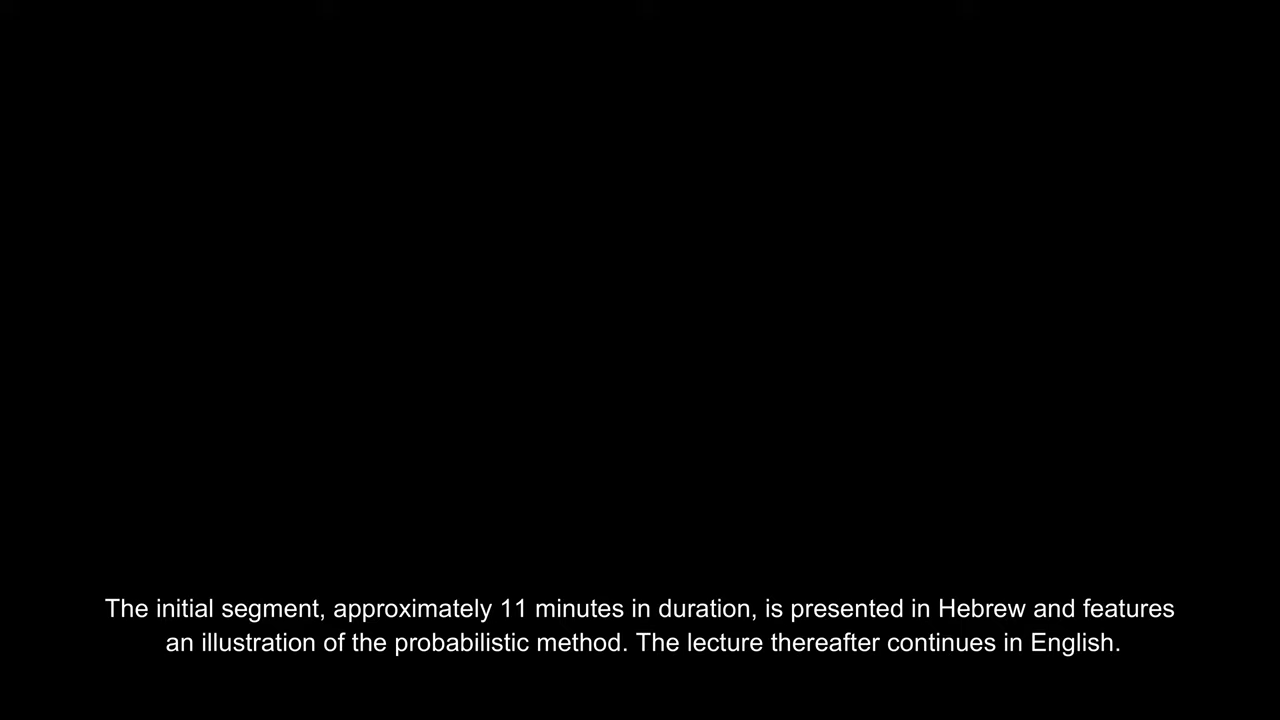 The initial segment, approximately 11 minutes in duration, is presented in Hebrew and features
an illustration of the probabilistic method. The lecture thereafter continues in English.